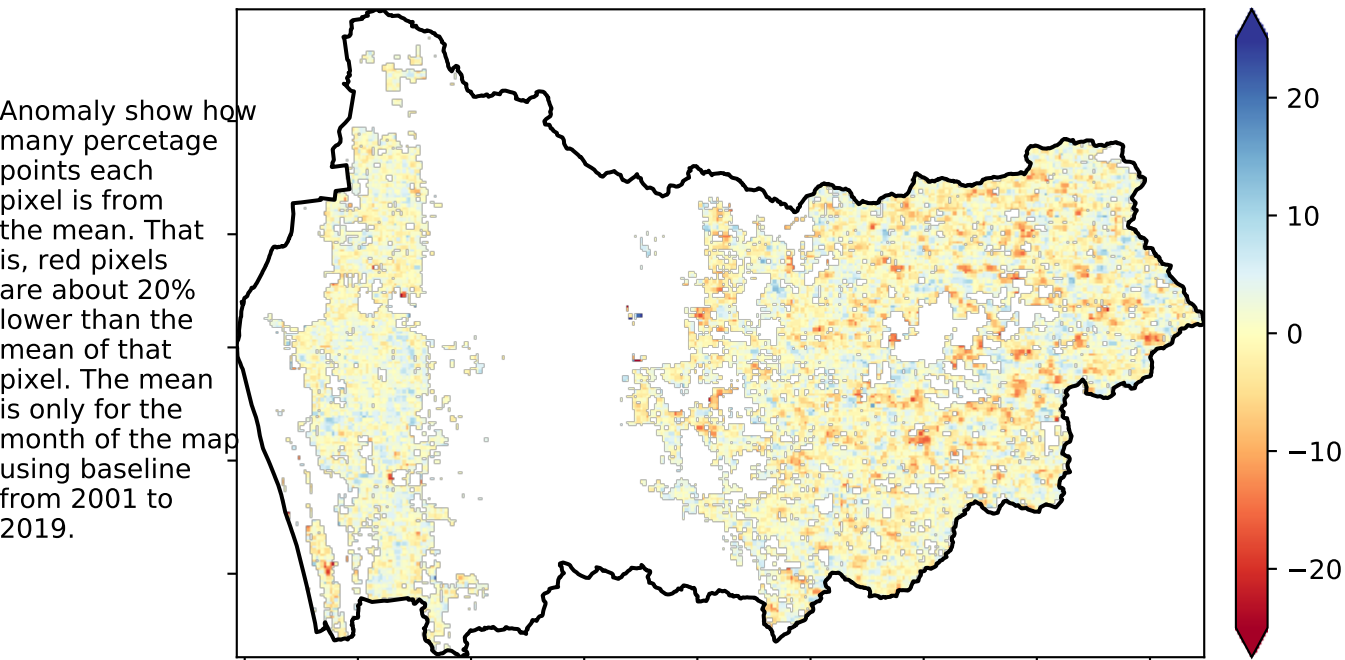 Anomaly show how
many percetage
points each
pixel is from
the mean. That
is, red pixels
are about 20%
lower than the
mean of that
pixel. The mean
is only for the
month of the map
using baseline
from 2001 to
2019.
20
10
0
−10
−20